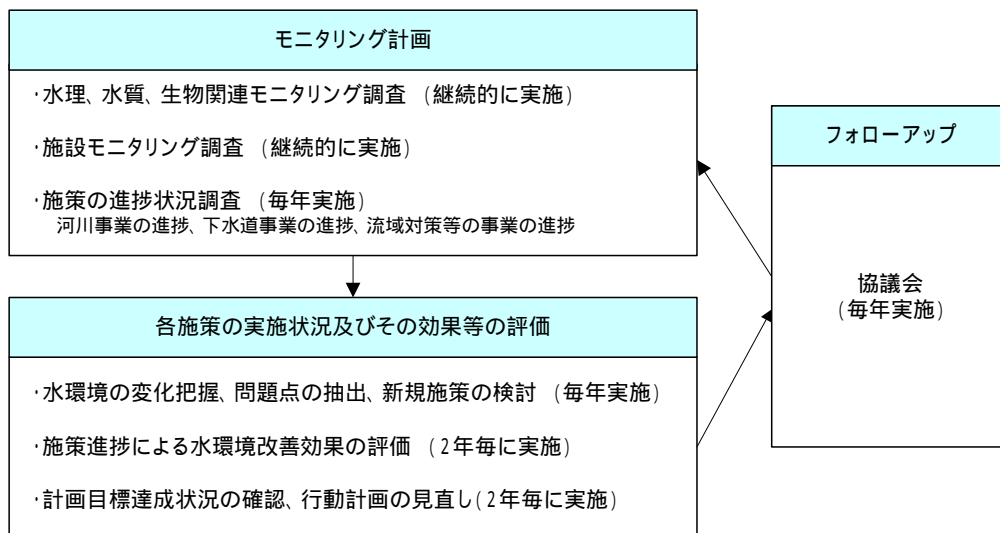 モニタリング計画
・水理、水質、生物関連モニタリング調査 (継続的に実施)
・施設モニタリング調査 (継続的に実施)
・施策の進捗状況調査 (毎年実施)
河川事業の進捗、下水道事業の進捗、流域対策等の事業の進捗
各施策の実施状況及びその効果等の評価
・水環境の変化把握、問題点の抽出、新規施策の検討 (毎年実施)
・施策進捗による水環境改善効果の評価 (2年毎に実施)
・計画目標達成状況の確認、行動計画の見直し(2年毎に実施)
フォローアップ
協議会
(毎年実施)